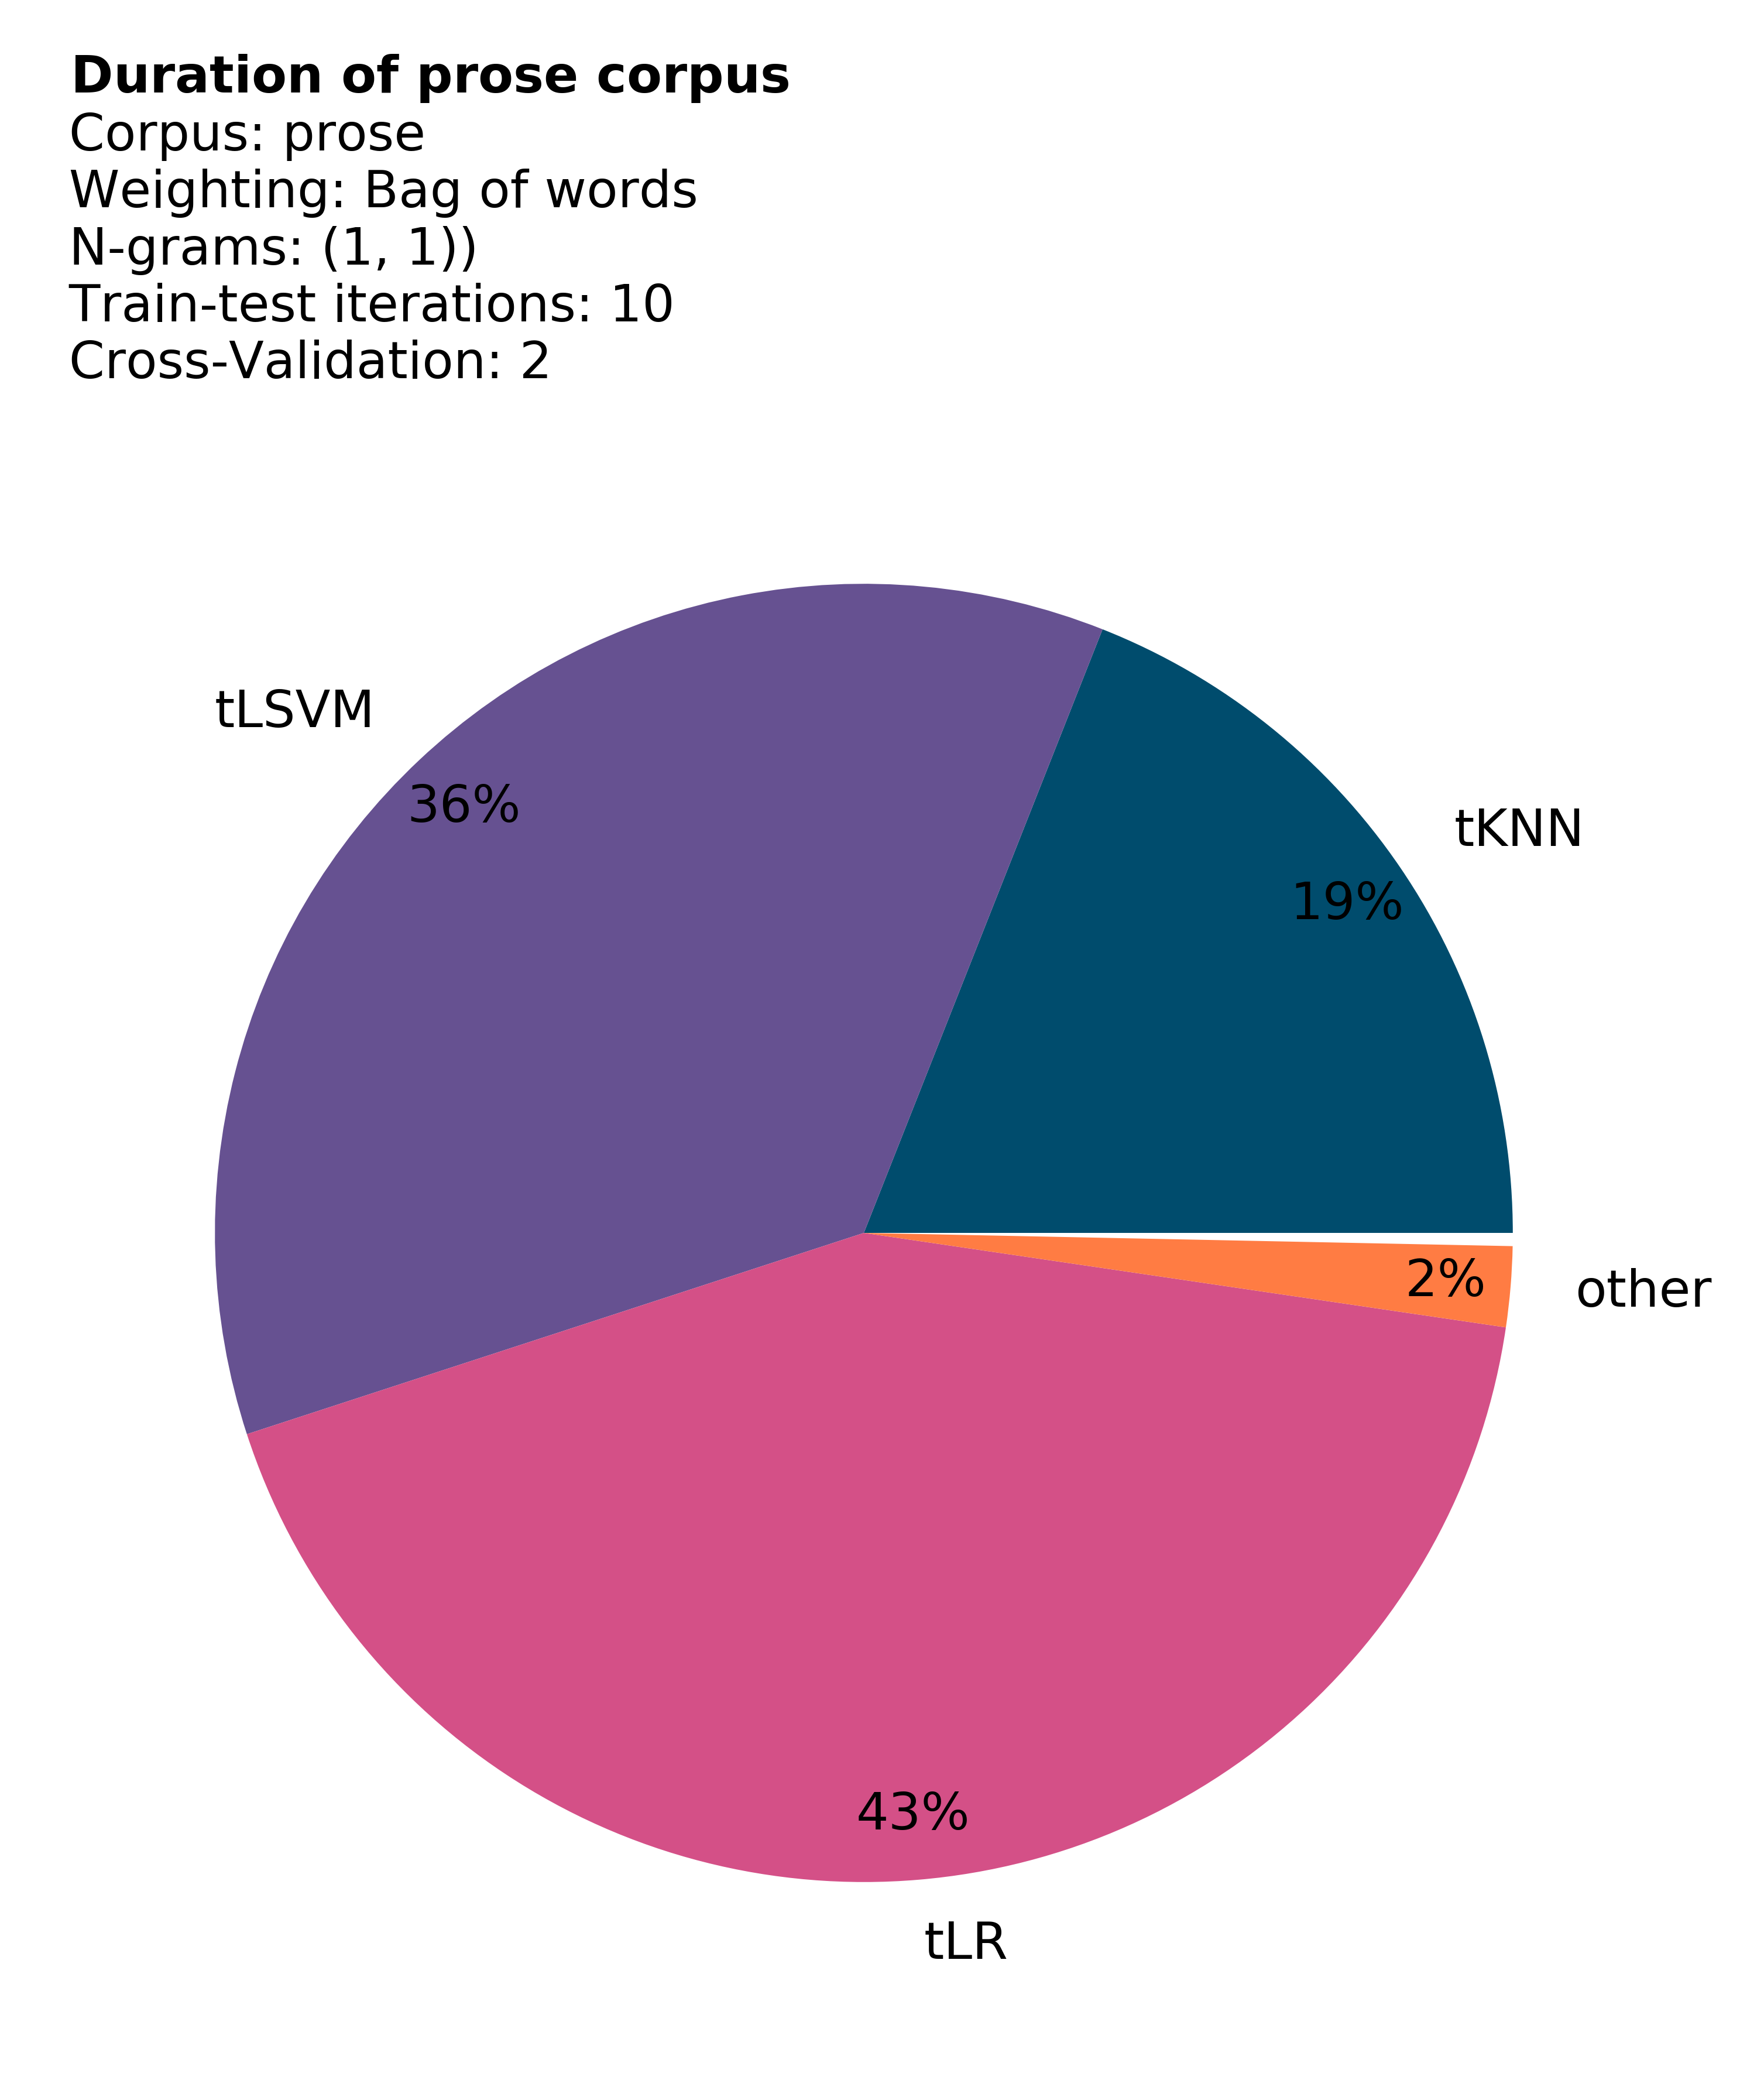 Duration of prose corpus
Corpus: prose
Weighting: Bag of words
N-grams: (1, 1))
Train-test iterations: 10
Cross-Validation: 2
tLSVM
36%
tKNN
19%
2%
other
43%
tLR